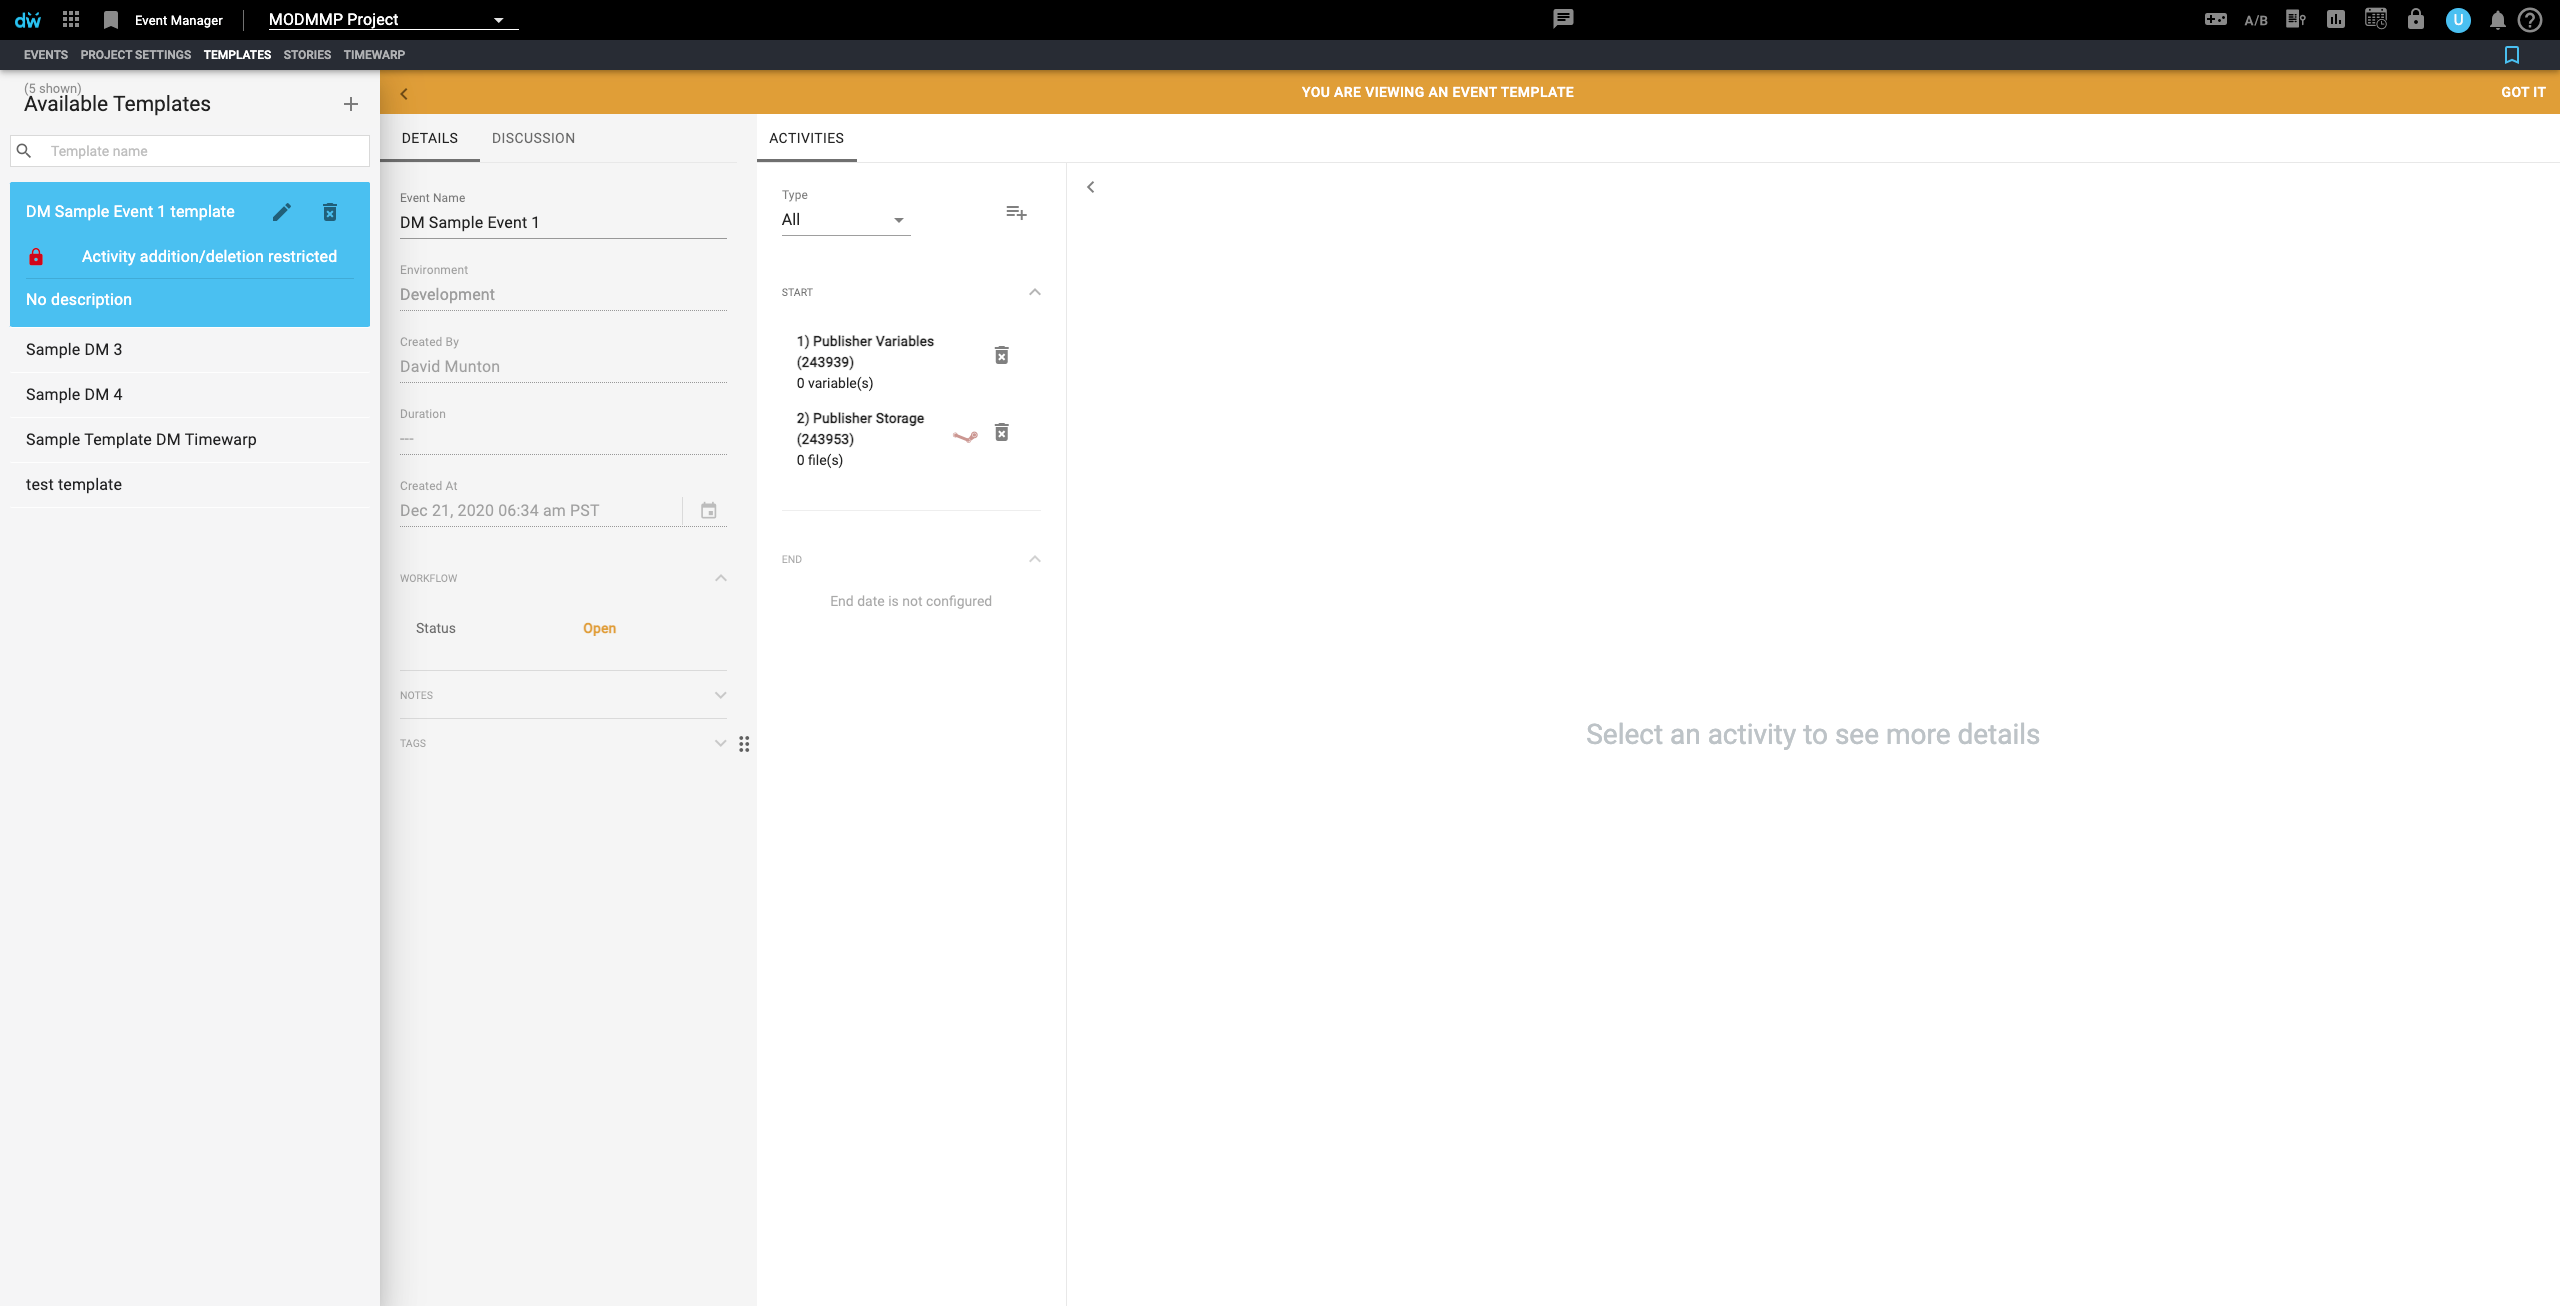 dw
Event Manager
MODMMP Project
A/B
U
EVENTS PROJECT SETTINGS TEMPLATES STORIES TIMEWARP
(5 shown)
Available Templates
Template name
DM Sample Event 1 template
Activity addition/deletion restricted
No description
Sample DM 3
Sample DM 4
Sample Template DM Timewarp
test template
YOU ARE VIEWING AN EVENT TEMPLATE
GOT IT
DETAILS DISCUSSION
Event Name
DM Sample Event 1
Environment
Development
Created By
David Munton
Duration
---
Created At
Dec 21, 2020 06:34 am PST
WORKFLOW
Status Open
NOTES
TAGS
ACTIVITIES
Type
All
START
1) Publisher Variables
(243939)
0 variable(s)
2) Publisher Storage
(243953)
0 file(s)
END
End date is not configured
Select an activity to see more details